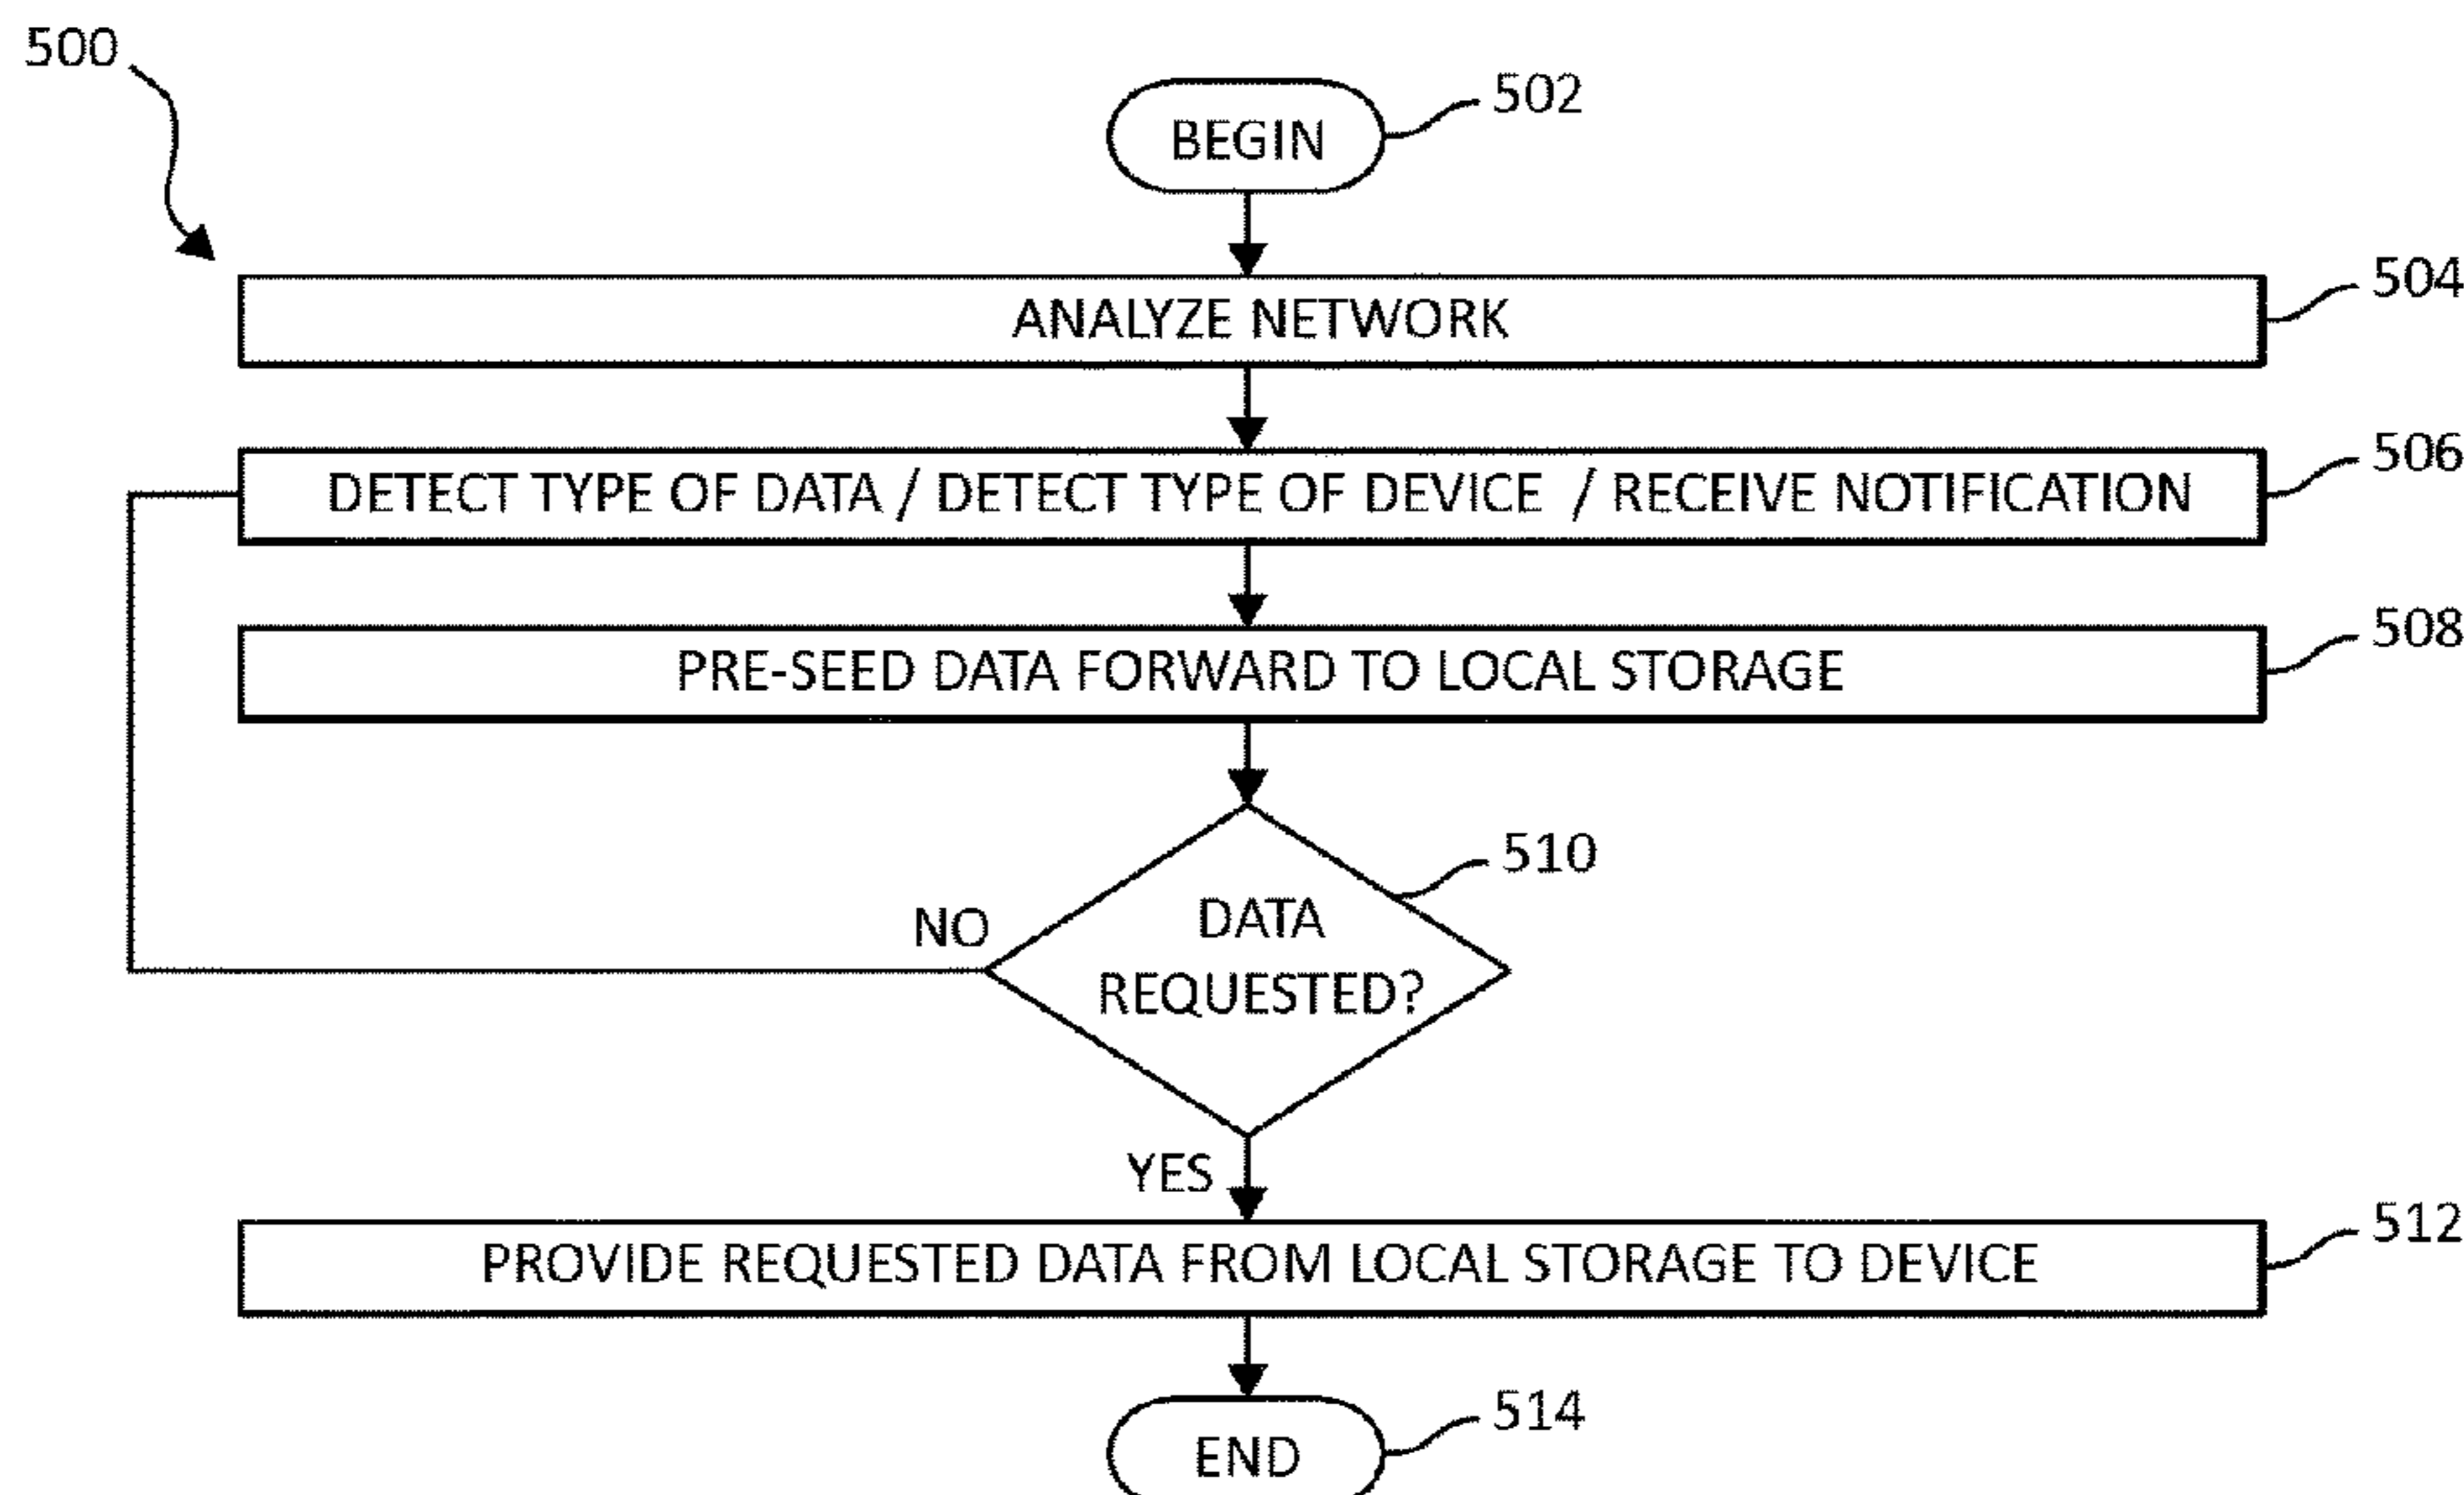 500
BEGIN
502
ANALYZE NETWORK
504
DETECT TYPE OF DATA / DETECT TYPE OF DEVICE / RECEIVE NOTIFICATION
506
PRE-SEED DATA FORWARD TO LOCAL STORAGE
508
DATA
REQUESTED?
510
NO
YES
PROVIDE REQUESTED DATA FROM LOCAL STORAGE TO DEVICE
512
END
514